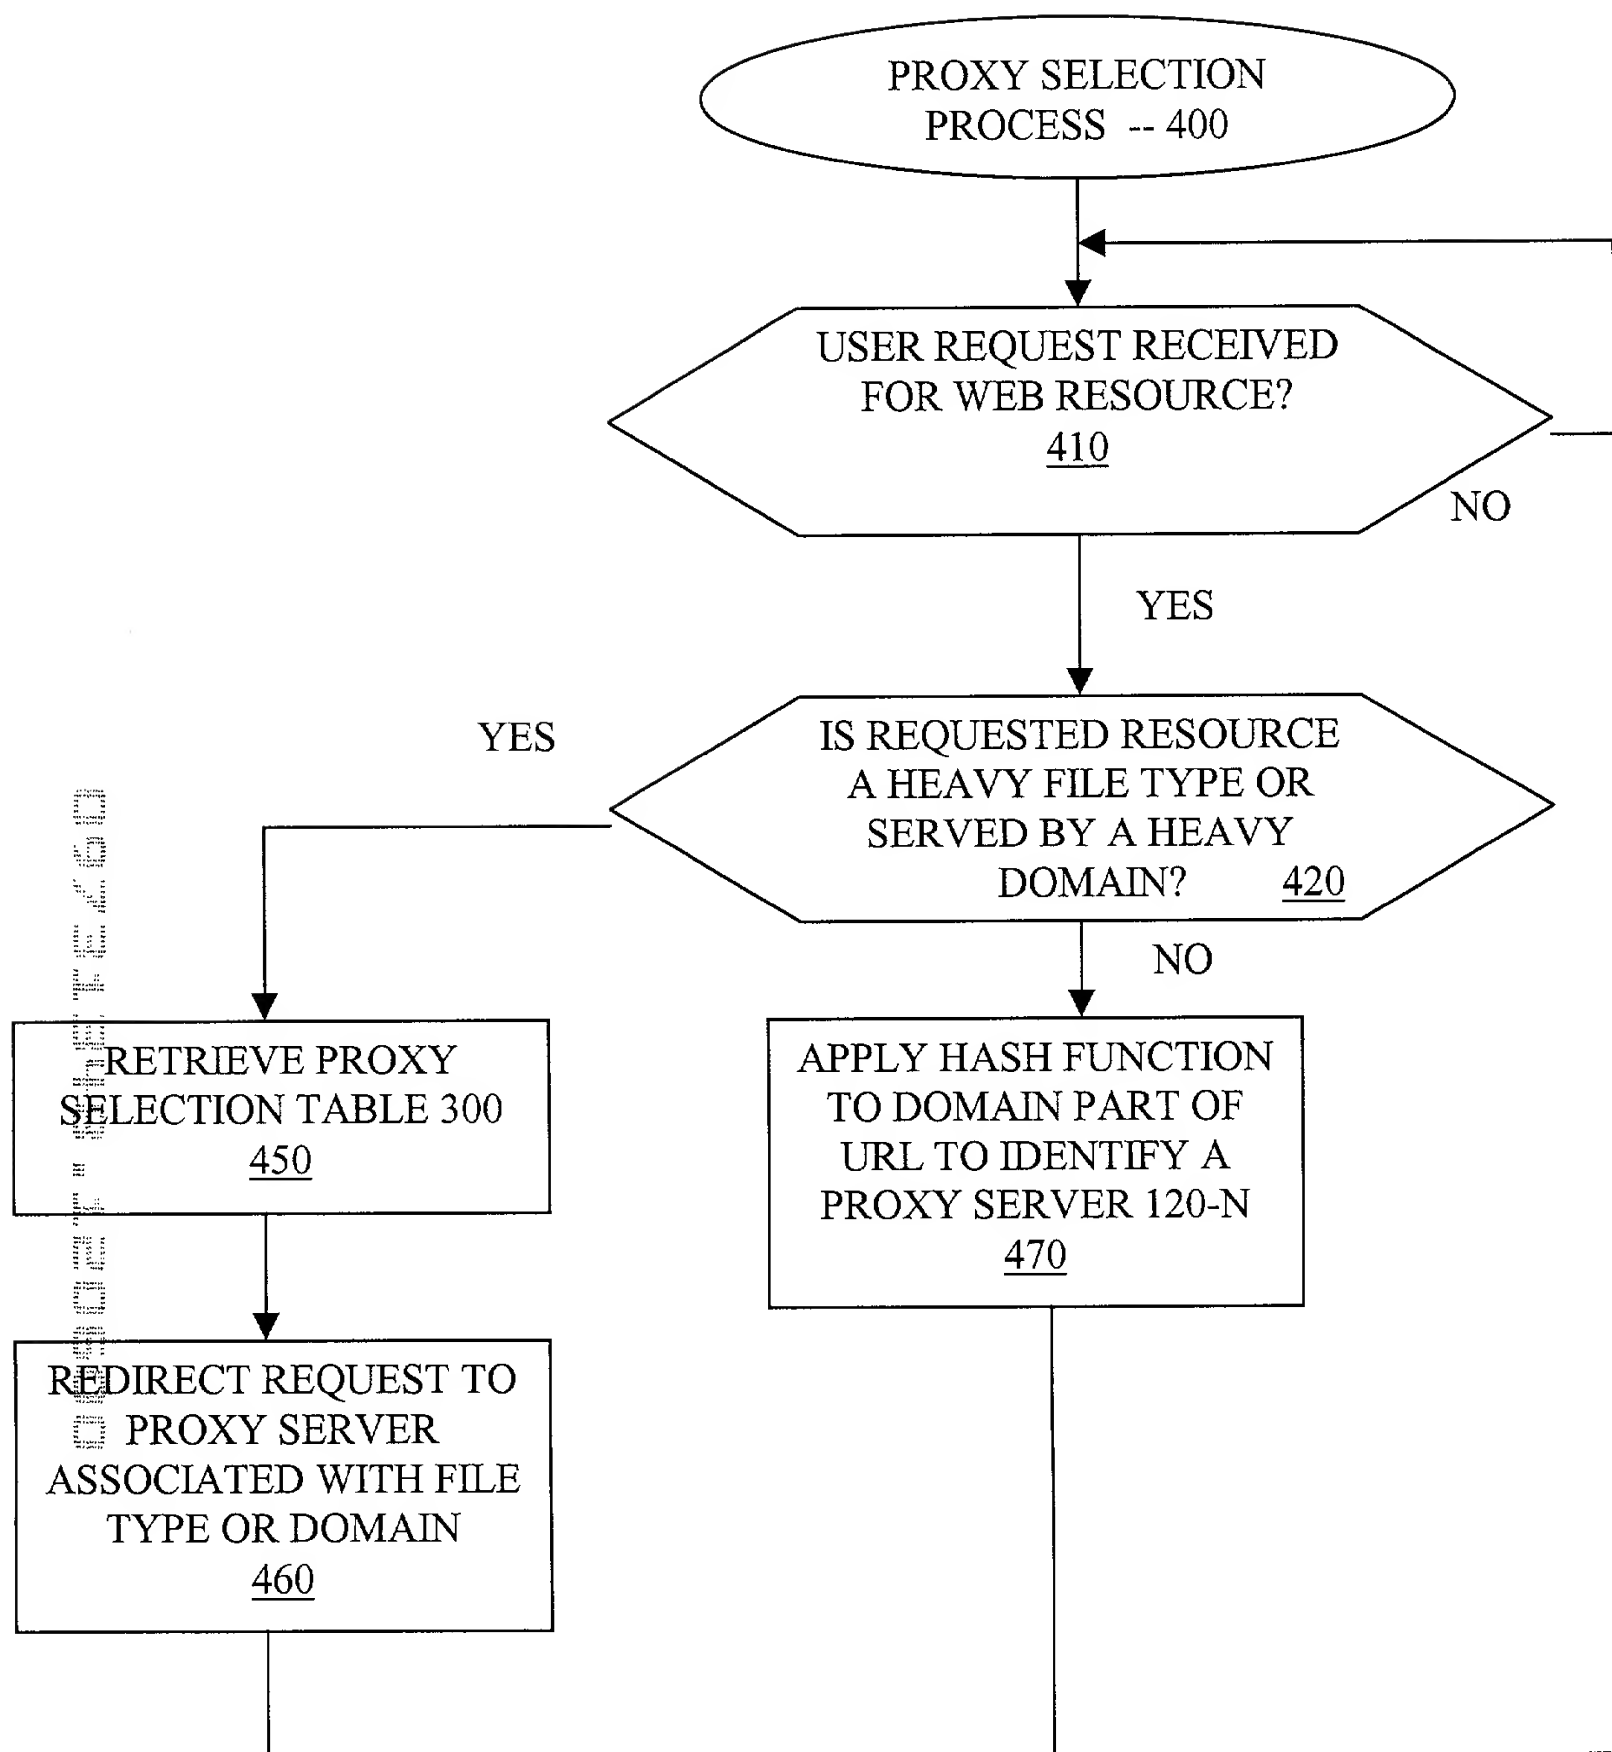 PROXY SELECTION
PROCESS -- 400
USER REQUEST RECEIVED
FOR WEB RESOURCE?
410
NO
YES
YES
IS REQUESTED RESOURCE
A HEAVY FILE TYPE OR
SERVED BY A HEAVY
DOMAIN? 420
NO
RETRIEVE PROXY
SELECTION TABLE 300
450
APPLY HASH FUNCTION
TO DOMAIN PART OF
URL TO IDENTIFY A
PROXY SERVER 120-N
470
REDIRECT REQUEST TO
PROXY SERVER
ASSOCIATED WITH FILE
TYPE OR DOMAIN
460